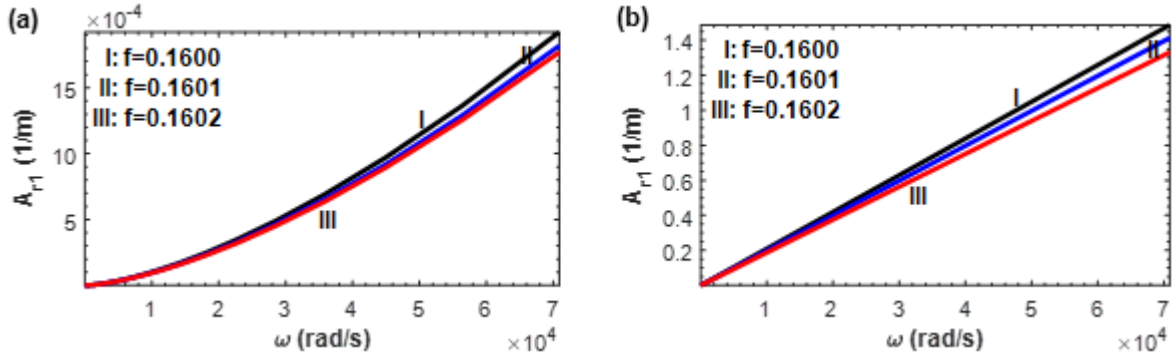 (a)
×10⁻⁴
I: f=0.1600
II: f=0.1601
III: f=0.1602
I
II
III
15
10
5
A_r1 (1/m)
1 2 3 4 5 6 7
ω (rad/s)
×10⁴
(b)
I: f=0.1600
II: f=0.1601
III: f=0.1602
I
II
III
1.4
1.2
1
0.8
0.6
0.4
0.2
A_r1 (1/m)
1 2 3 4 5 6 7
ω (rad/s)
×10⁴